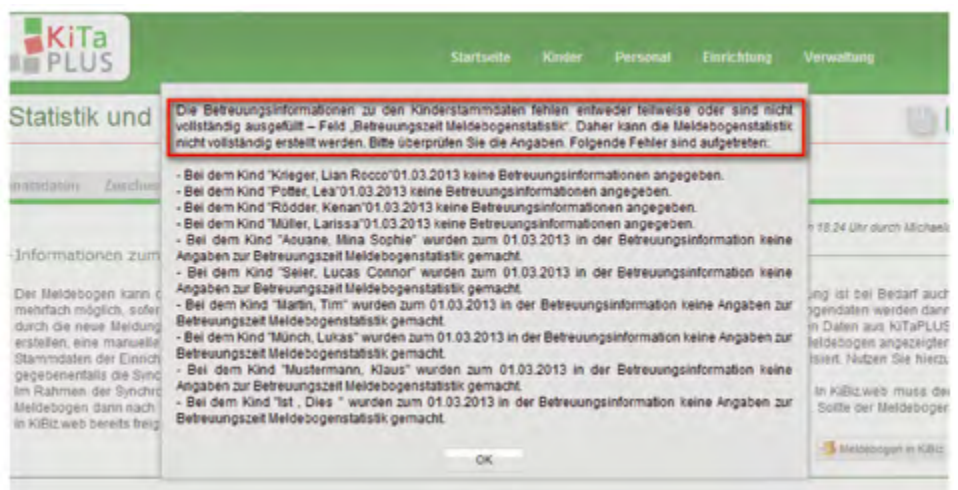 KiTa
PLUS
Startseite Kinder Personal Einrichtung Verwaltung
Statistik und
Die Betreuungsinformationen zu den Kinderstammdaten fehlen entweder teilweise oder sind nicht
vollständig ausgefüllt – Feld „Betreuungszeit Meldebogenstatistik“. Daher kann die Meldebogenstatistik
nicht vollständig erstellt werden. Bitte überprüfen Sie die Angaben. Folgende Fehler sind aufgetreten:
- Bei dem Kind "Krieger, Lian Rocco"01.03.2013 keine Betreuungsinformationen angegeben.
- Bei dem Kind "Potter, Lea"01.03.2013 keine Betreuungsinformationen angegeben.
- Bei dem Kind "Rödder, Kenan"01.03.2013 keine Betreuungsinformationen angegeben.
- Bei dem Kind "Müller, Larissa"01.03.2013 keine Betreuungsinformationen angegeben.
- Bei dem Kind "Aouane, Mina Sophie" wurden zum 01.03.2013 in der Betreuungsinformation keine
Angaben zur Betreuungszeit Meldebogenstatistik gemacht.
- Bei dem Kind "Seiler, Lucas Connor" wurden zum 01.03.2013 in der Betreuungsinformation keine
Angaben zur Betreuungszeit Meldebogenstatistik gemacht.
- Bei dem Kind "Martin, Tim" wurden zum 01.03.2013 in der Betreuungsinformation keine Angaben zur
Betreuungszeit Meldebogenstatistik gemacht.
- Bei dem Kind "Münch, Lukas" wurden zum 01.03.2013 in der Betreuungsinformation keine Angaben zur
Betreuungszeit Meldebogenstatistik gemacht.
- Bei dem Kind "Mustermann, Klaus" wurden zum 01.03.2013 in der Betreuungsinformation keine
Angaben zur Betreuungszeit Meldebogenstatistik gemacht.
- Bei dem Kind "Ist , Dies " wurden zum 01.03.2013 in der Betreuungsinformation keine Angaben zur
Betreuungszeit Meldebogenstatistik gemacht.
OK
18.24 Uhr durch
Informationen zum
Der Meldebogen kann
mehrfach möglich, sofer
durch die neue Meldung
erstellen, eine manuelle
Stammdaten der Einrich
gegebenenfalls die Sync
Im Rahmen der Synchro
Meldebogen dann nach
in KiBiz.web bereits freig
ung ist bei Bedarf auch
ogendaten werden dann
n Daten aus KiTaPLUS
Meldebogen angezeigten
isiert. Nutzen Sie hierzu
In KiBiz.web muss der
Sollte der Meldebogen
Meldebogen in KiBiz